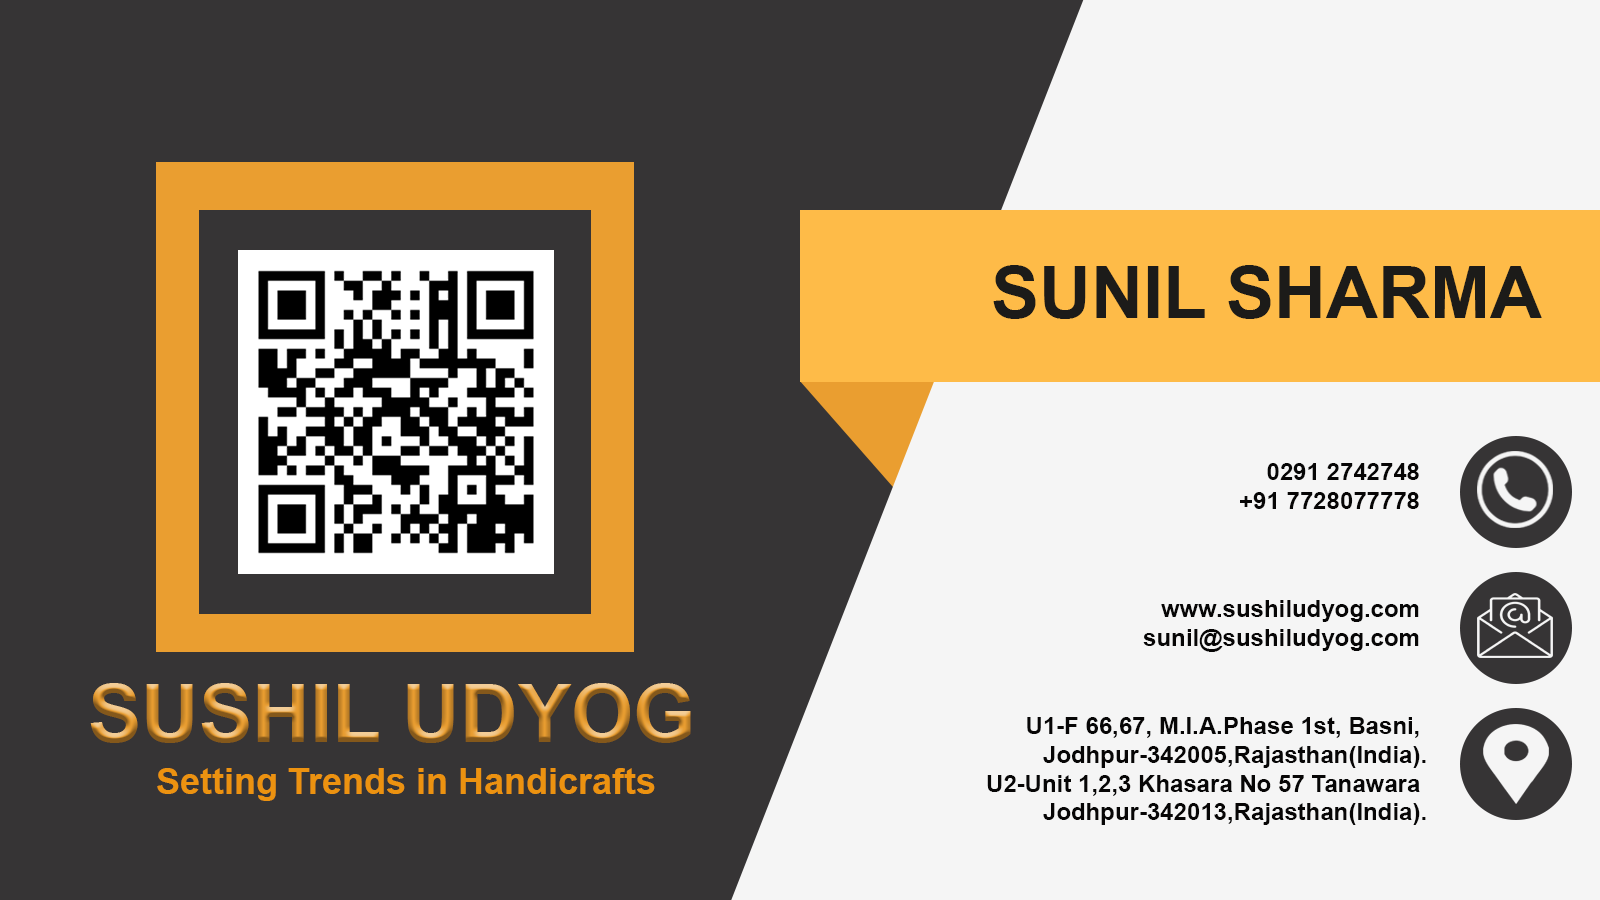 SUSHIL UDYOG
Setting Trends in Handicrafts
SUNIL SHARMA
0291 2742748
+91 7728077778
www.sushiludyog.com
sunil@sushiludyog.com
U1-F 66,67, M.I.A.Phase 1st, Basni,
Jodhpur-342005,Rajasthan(India).
U2-Unit 1,2,3 Khasara No 57 Tanawara
Jodhpur-342013,Rajasthan(India).